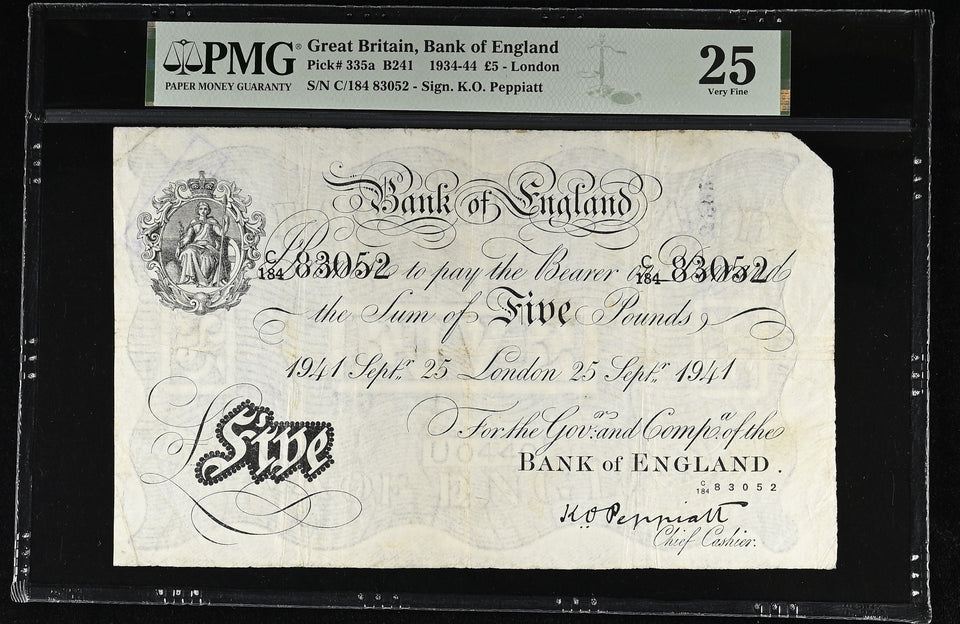 PMG®
PAPER MONEY GUARANTY
Great Britain, Bank of England
Pick# 335a B241 1934-44 £5 - London
S/N C/184 83052 - Sign. K.O. Peppiatt
25
Very Fine
Bank of England
C/184 83052 to pay the Bearer on Demand C/184 83052
the Sum of Five Pounds
1941 Septr. 25 London 25 Septr. 1941
£Five
For the Govr. and Compa. of the
BANK of ENGLAND.
C/184 83052
K.O Peppiatt
Chief Cashier.